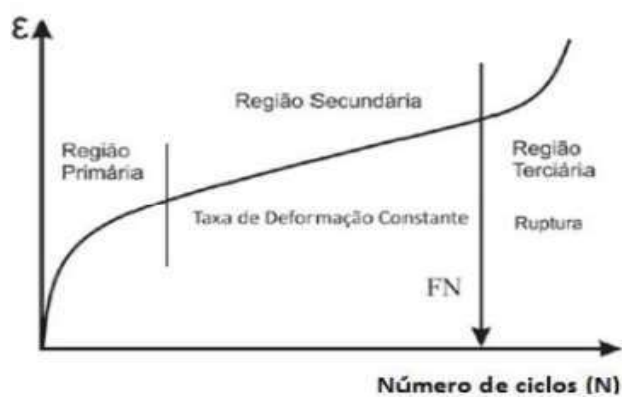 ε
Região Secundária
Região
Primária
Região
Terciária
Taxa de Deformação Constante
Ruptura
FN
Número de ciclos (N)